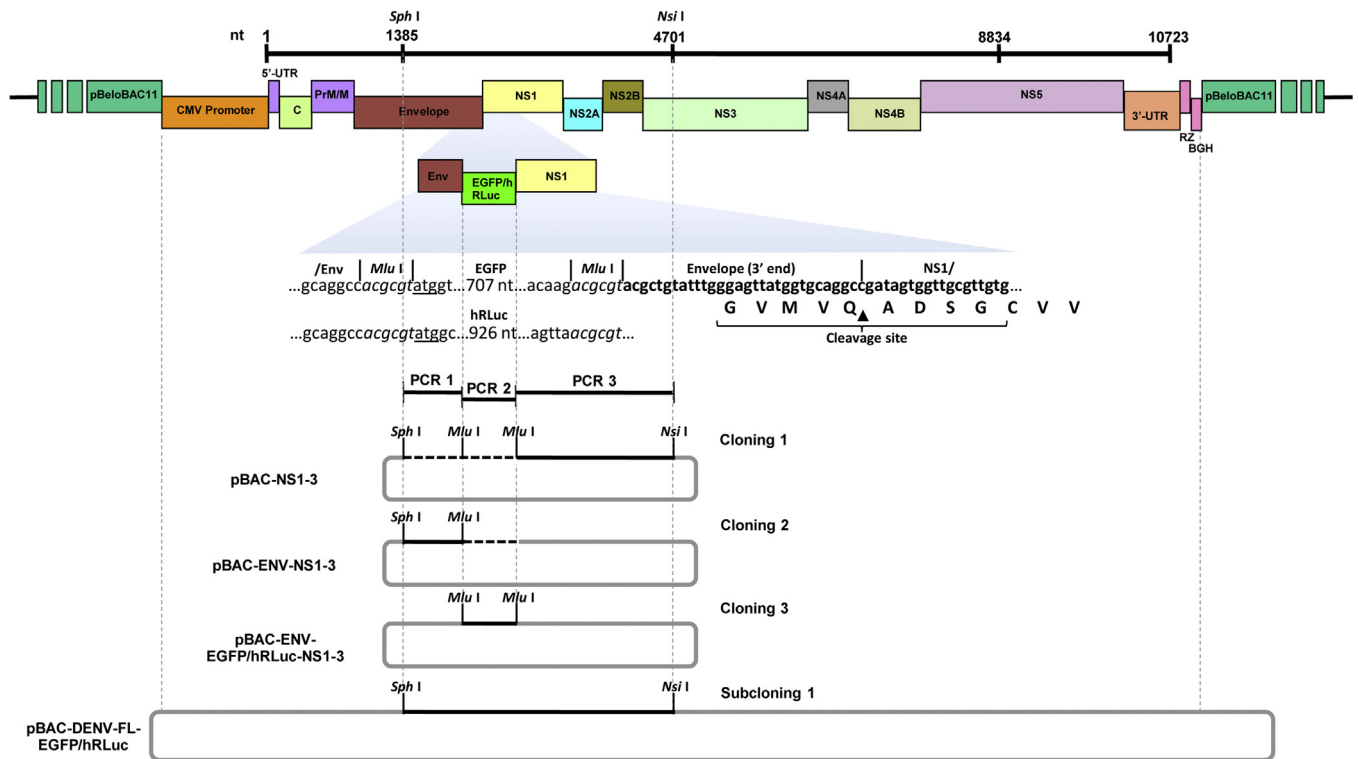 Sph I Nsi I
nt 1 1385 4701 8834 10723
5'-UTR
pBeloBAC11 CMV Promoter C PrM/M Envelope NS1 NS2A NS2B NS3 NS4A NS4B NS5 3'-UTR RZ BGH pBeloBAC11
Env EGFP/h NS1
RLuc
/Env Mlu I EGFP Mlu I Envelope (3' end) NS1/
...gcaggccacgcgtatggt...707 nt... acaagacgcgtacgctgtatttgggagttatggtgcaggccgatagtggttgcgttgtg...
G V M V Q A D S G C V V
hRLuc
...gcaggccacgcgtatggc...926 nt...agttaacgcgt...
Cleavage site
PCR 1 PCR 2 PCR 3
Sph I Mlu I Mlu I Nsi I Cloning 1
pBAC-NS1-3
Sph I Mlu I Cloning 2
pBAC-ENV-NS1-3
Mlu I Mlu I Cloning 3
pBAC-ENV-
EGFP/hRLuc-NS1-3
Sph I Nsi I Subcloning 1
pBAC-DENV-FL-
EGFP/hRLuc